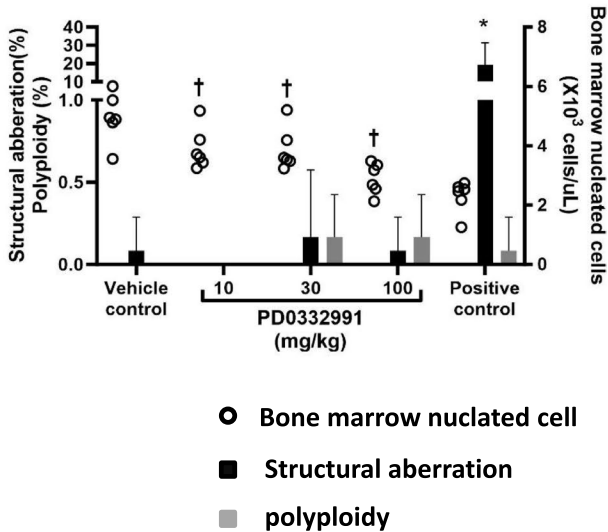 Structural abberation(%)
Polyploidy (%)
40
30
20
10
1.0
0.5
0.0
*
†
†
†
8
6
4
2
0
Bone marrow nucleated cells
(X10³ cells/uL)
Vehicle control
10
30
100
Positive control
PD0332991
(mg/kg)
Bone marrow nuclated cell
Structural aberration
polyploidy